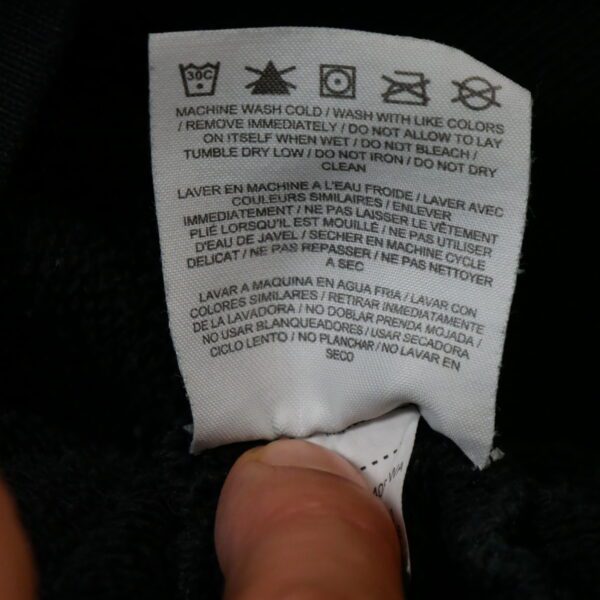 30C
MACHINE WASH COLD / WASH WITH LIKE COLORS
/ REMOVE IMMEDIATELY / DO NOT ALLOW TO LAY
ON ITSELF WHEN WET / DO NOT BLEACH /
TUMBLE DRY LOW / DO NOT IRON / DO NOT DRY
CLEAN
LAVER EN MACHINE A L'EAU FROIDE / LAVER AVEC
COULEURS SIMILAIRES / ENLEVER
IMMEDIATEMENT / NE PAS LAISSER LE VÊTEMENT
PLIÉ LORSQU'IL EST MOUILLÉ / NE PAS UTILISER
D'EAU DE JAVEL / SECHER EN MACHINE CYCLE
DELICAT / NE PAS REPASSER / NE PAS NETTOYER
A SEC
LAVAR A MAQUINA EN AGUA FRIA / LAVAR CON
COLORES SIMILARES / RETIRAR INMEDIATAMENTE
DE LA LAVADORA / NO DOBLAR PRENDA MOJADA /
NO USAR BLANQUEADORES / USAR SECADORA
CICLO LENTO / NO PLANCHAR / NO LAVAR EN
SECO